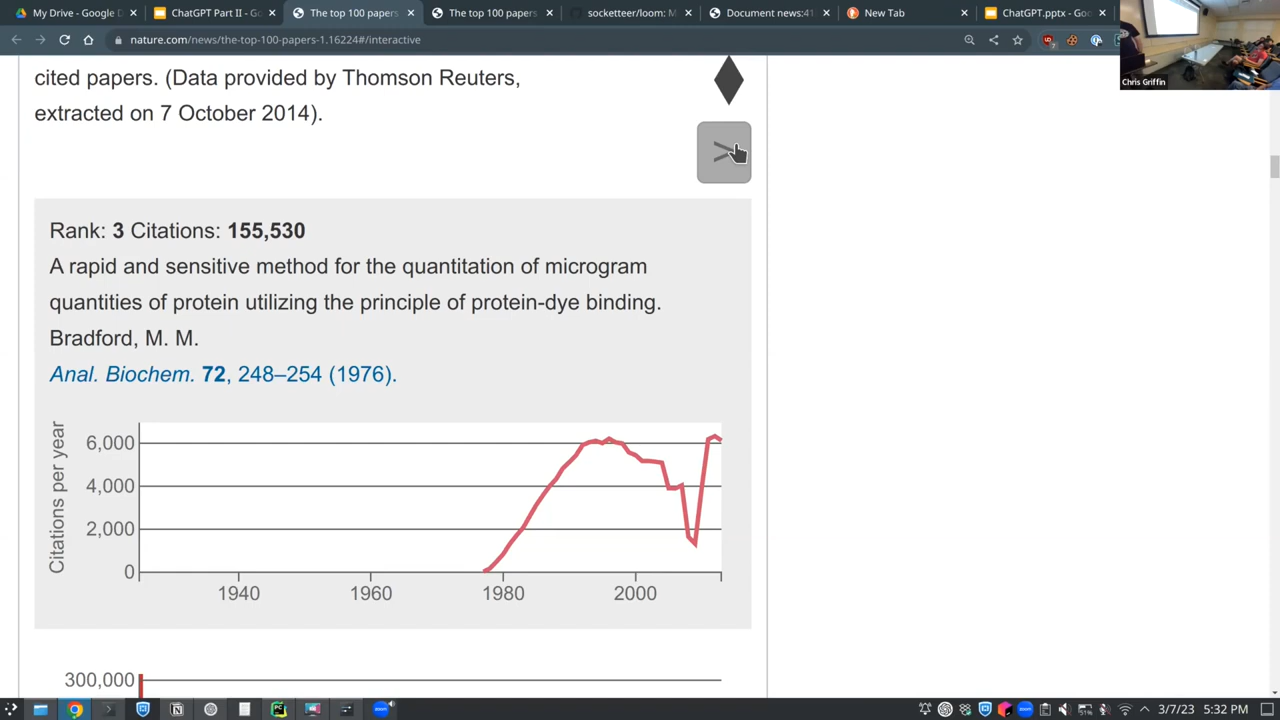 My Drive - Google D
ChatGPT Part II - Go
The top 100 papers
The top 100 papers
socketteer/loom: M
Document news:41
New Tab
ChatGPT.pptx - Goo
nature.com/news/the-top-100-papers-1.16224#/interactive
Chris Griffin
cited papers. (Data provided by Thomson Reuters,
extracted on 7 October 2014).
>
Rank: 3 Citations: 155,530
A rapid and sensitive method for the quantitation of microgram
quantities of protein utilizing the principle of protein-dye binding.
Bradford, M. M.
Anal. Biochem. 72, 248–254 (1976).
Citations per year
6,000
4,000
2,000
0
1940 1960 1980 2000
300,000
51%
3/7/23 5:32 PM